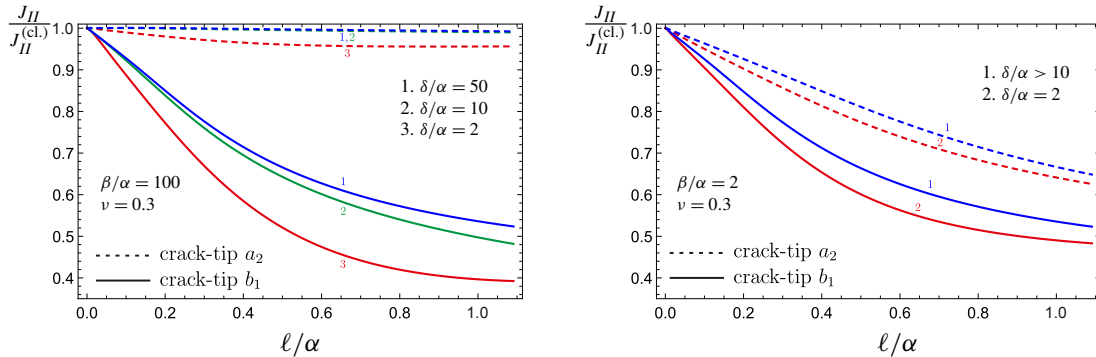 J_II
J_II^(cl.)
1.0
0.9
0.8
0.7
0.6
0.5
0.4
1,2
3
1. δ/α = 50
2. δ/α = 10
3. δ/α = 2
β/α = 100
ν = 0.3
1
2
3
crack-tip a₂
crack-tip b₁
0.0 0.2 0.4 0.6 0.8 1.0
ℓ/α
J_II
J_II^(cl.)
1.0
0.9
0.8
0.7
0.6
0.5
0.4
1. δ/α > 10
2. δ/α = 2
1
2
β/α = 2
ν = 0.3
1
2
crack-tip a₂
crack-tip b₁
0.0 0.2 0.4 0.6 0.8 1.0
ℓ/α